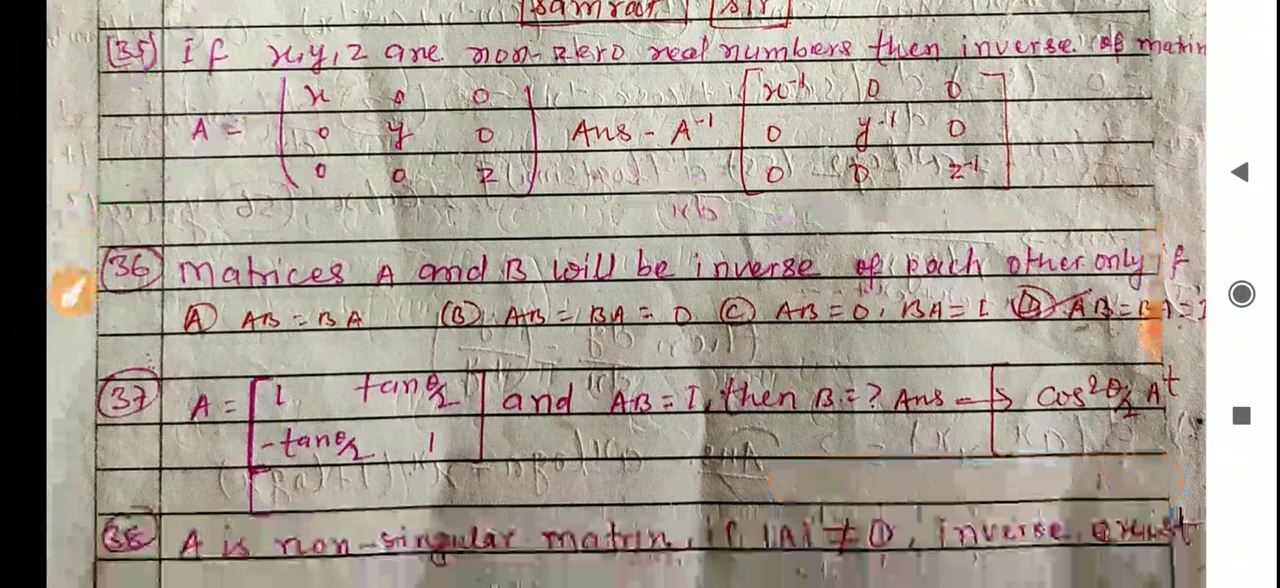 Samrat Sir
(35) If x, y, z are non-zero real numbers then inverse of matrix
A = [x 0 0
0 y 0
0 0 z] Ans - A⁻¹ [x⁻¹ 0 0
0 y⁻¹ 0
0 0 z⁻¹]
(36) Matrices A and B will be inverse of each other only if
(A) AB = BA (B) AB = BA = 0 (C) AB = 0, BA = I (D) AB = BA = I
(37) A = [1 tanθ/2
-tanθ/2 1] and AB = I, then B = ? Ans → cos²θ/2 Aᵗ
(38) A is non-singular matrin, if |A| ≠ 0, inverse exist